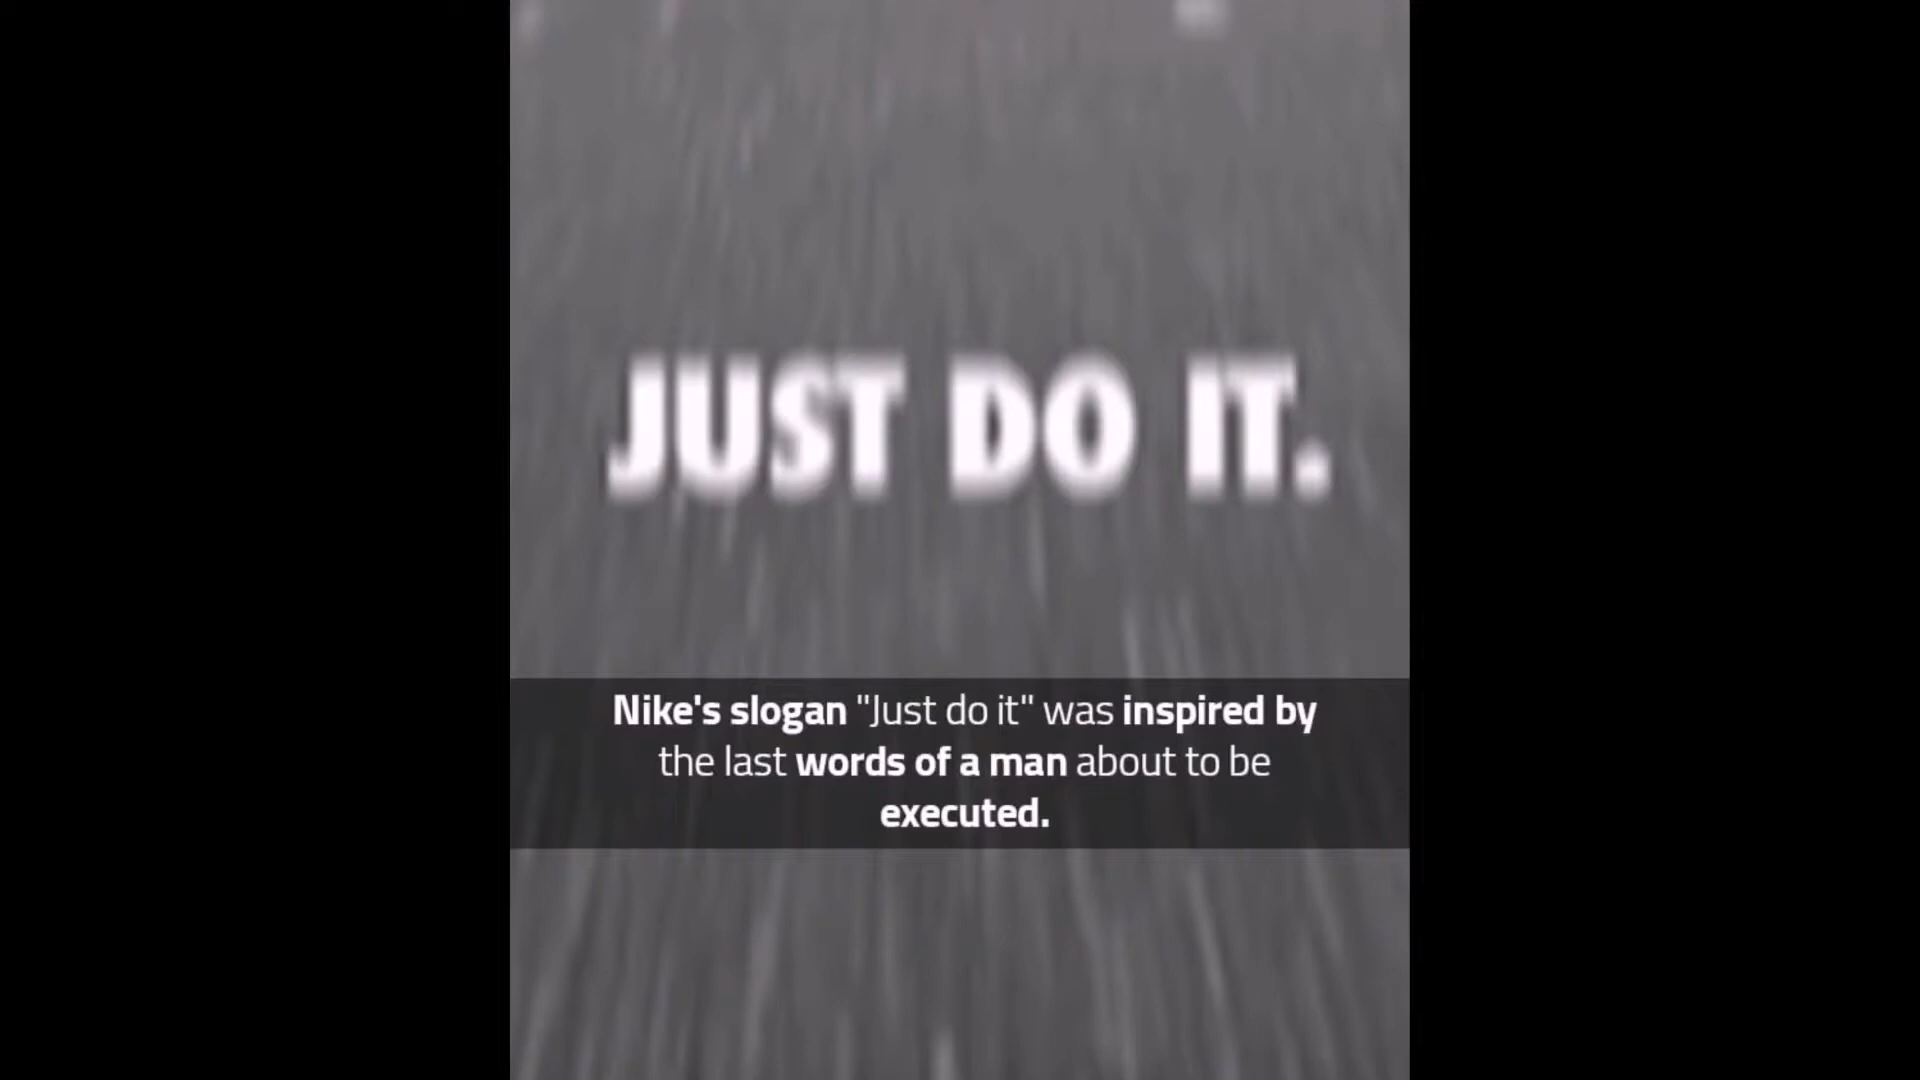 JUST DO IT.
Nike's slogan "Just do it" was inspired by
the last words of a man about to be
executed.